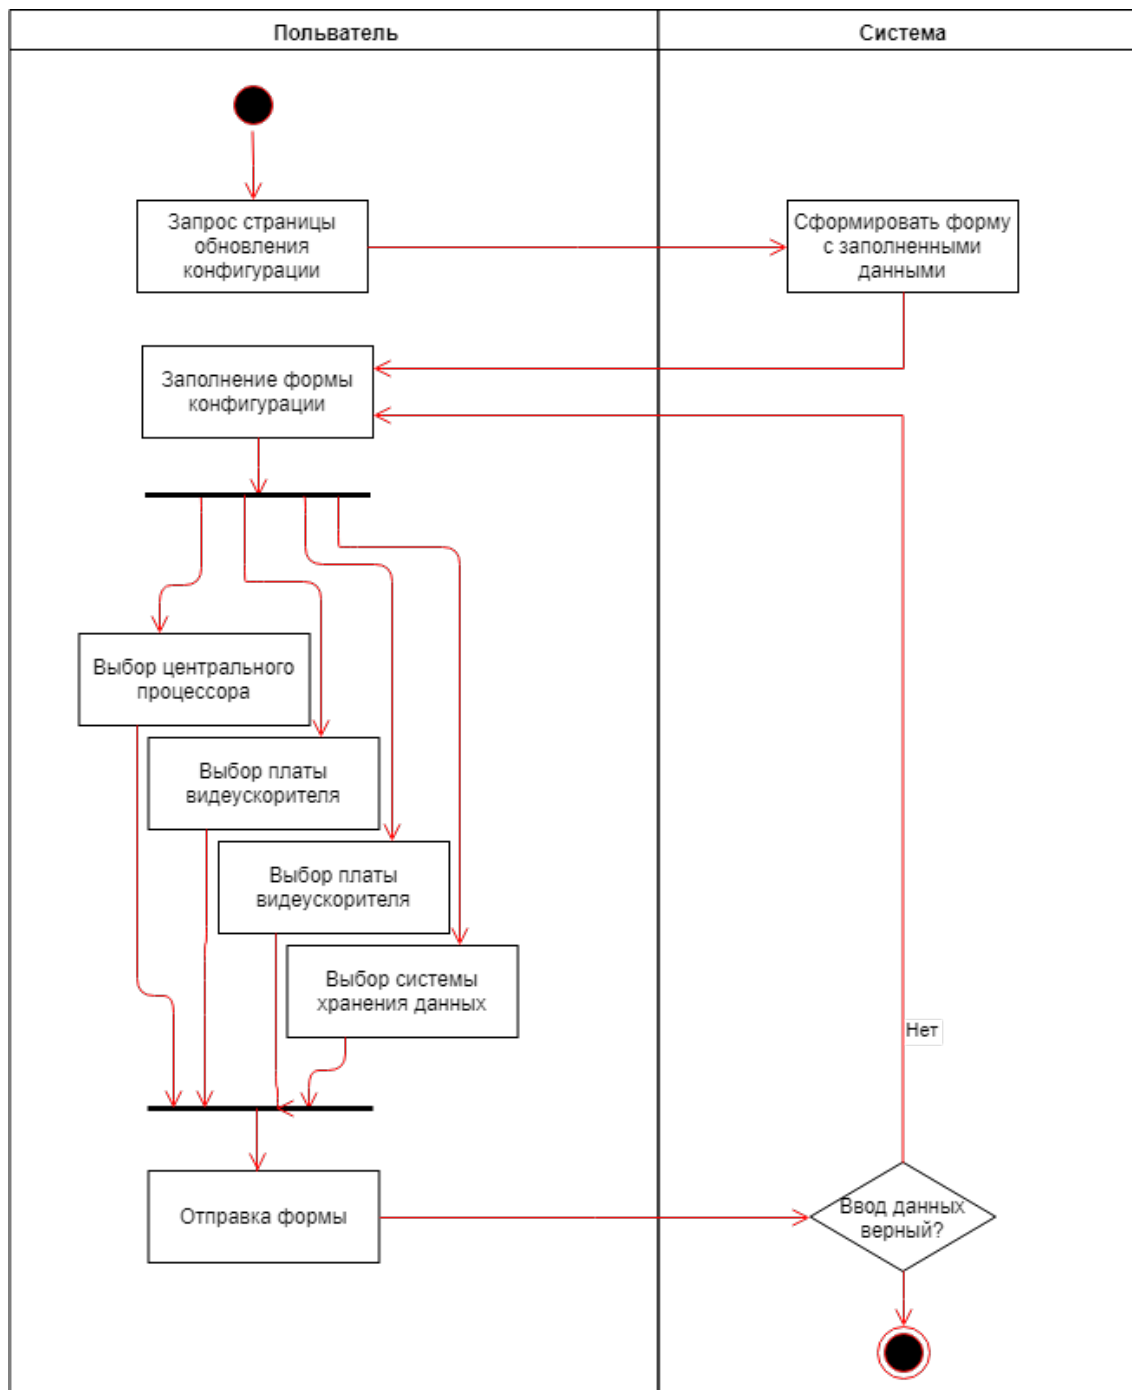 Польватель
Система
Запрос страницы
обновления
конфигурации
Сформировать форму
с заполненными
данными
Заполнение формы
конфигурации
Выбор центрального
процессора
Выбор платы
видеускорителя
Выбор платы
видеускорителя
Выбор системы
хранения данных
Нет
Отправка формы
Ввод данных
верный?